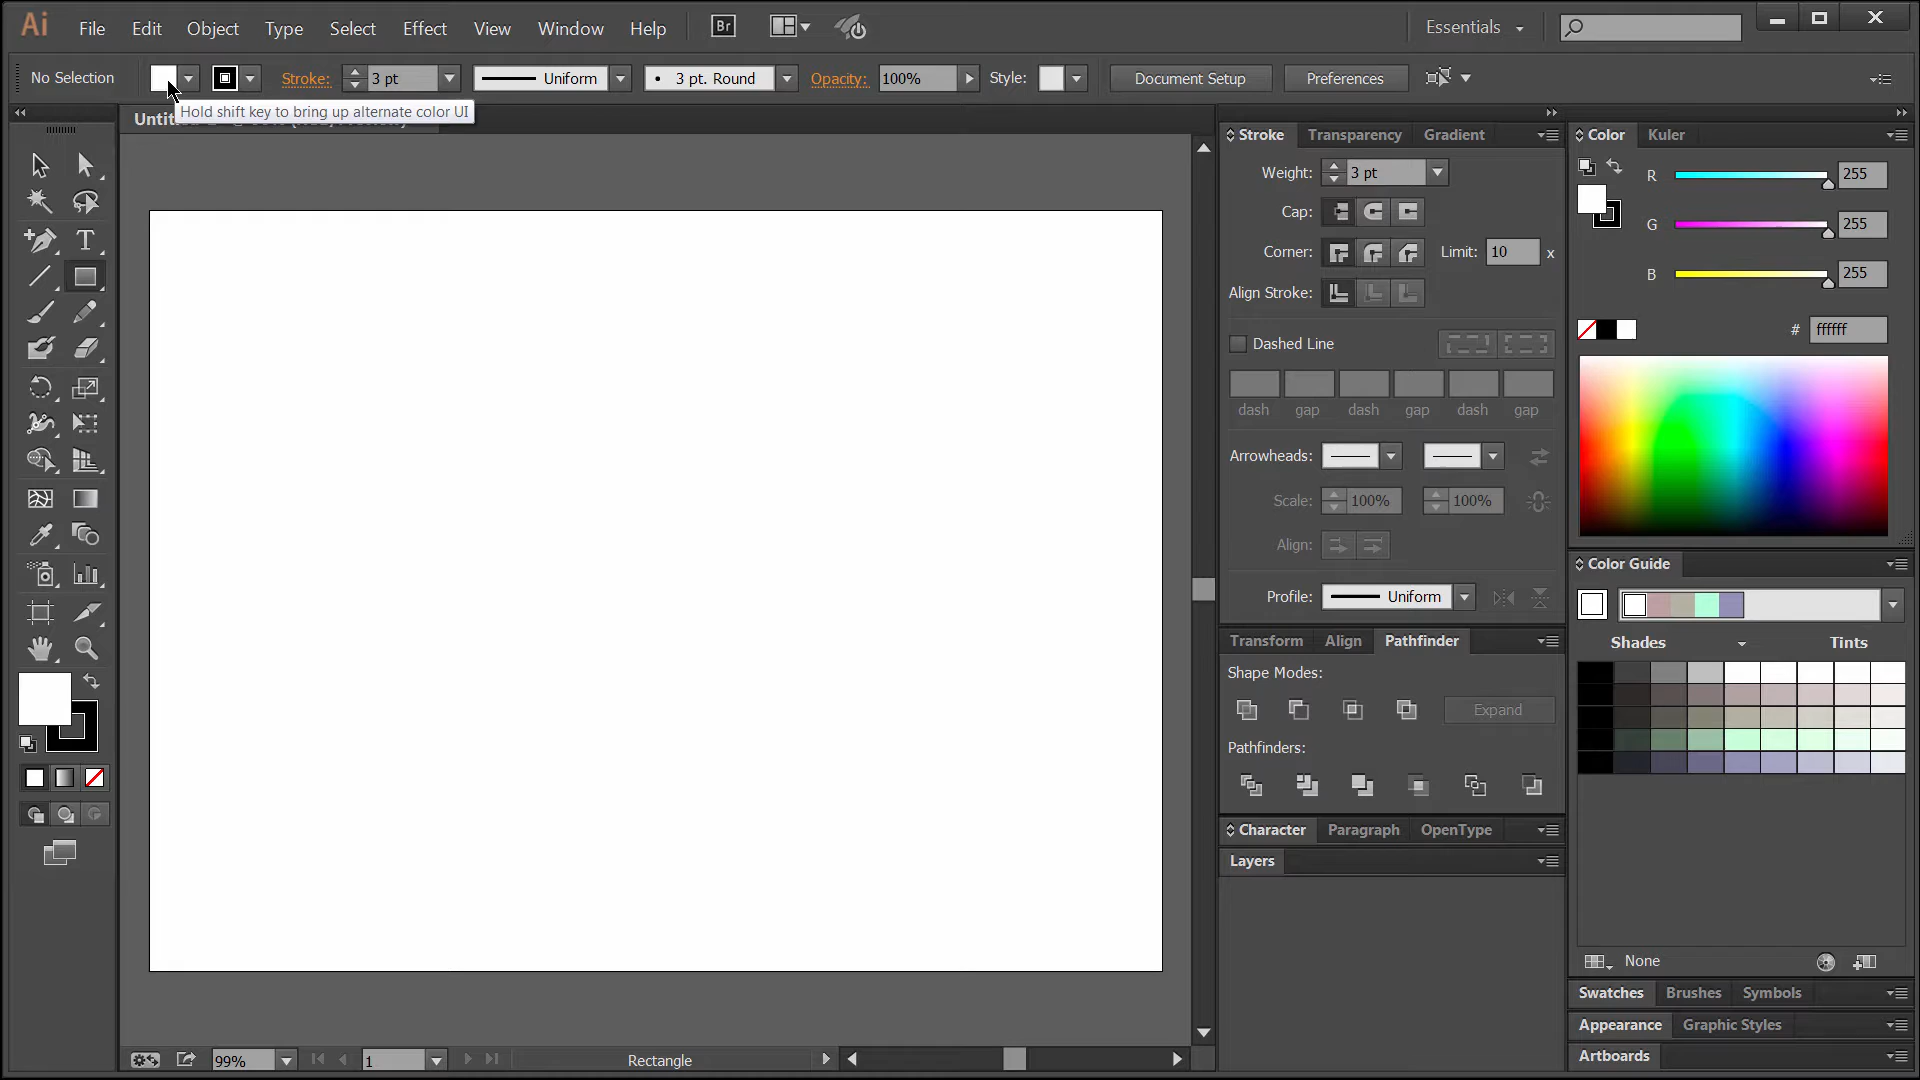 Ai File Edit Object Type Select Effect View Window Help Br Essentials
No Selection Stroke: 3 pt Uniform 3 pt. Round Opacity: 100% Style: Document Setup Preferences
Hold shift key to bring up alternate color UI
Stroke Transparency Gradient
Weight: 3 pt
Cap:
Corner: Limit: 10 x
Align Stroke:
Dashed Line
dash gap dash gap dash gap
Arrowheads:
Scale: 100% 100%
Align:
Profile: Uniform
Transform Align Pathfinder
Shape Modes:
Expand
Pathfinders:
Character Paragraph OpenType
Layers
Color Kuler
R 255
G 255
B 255
# ffffff
Color Guide
Shades Tints
None
Swatches Brushes Symbols
Appearance Graphic Styles
Artboards
T
99% 1 Rectangle